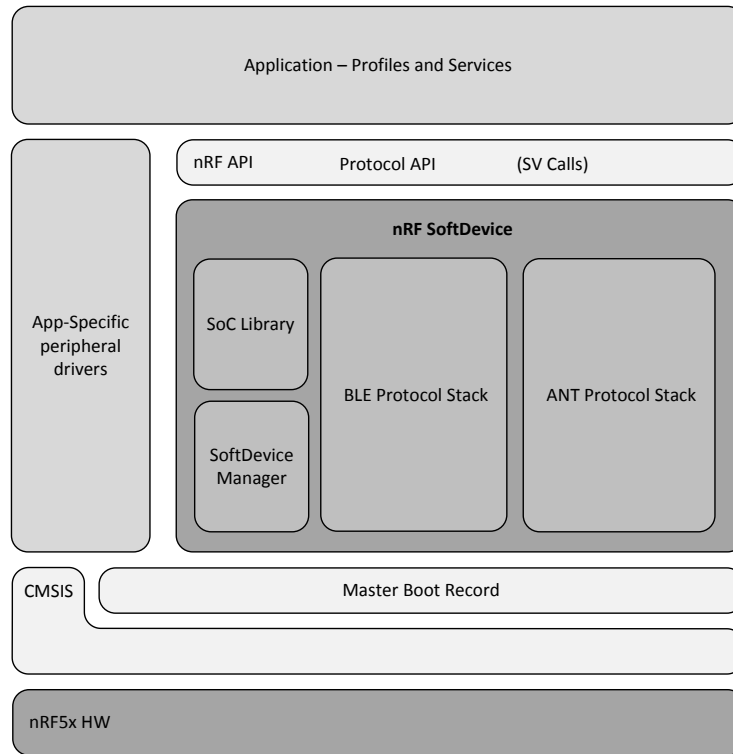 Application – Profiles and Services
nRF API Protocol API (SV Calls)
nRF SoftDevice
App-Specific
peripheral
drivers
SoC Library
SoftDevice
Manager
BLE Protocol Stack
ANT Protocol Stack
CMSIS
Master Boot Record
nRF5x HW